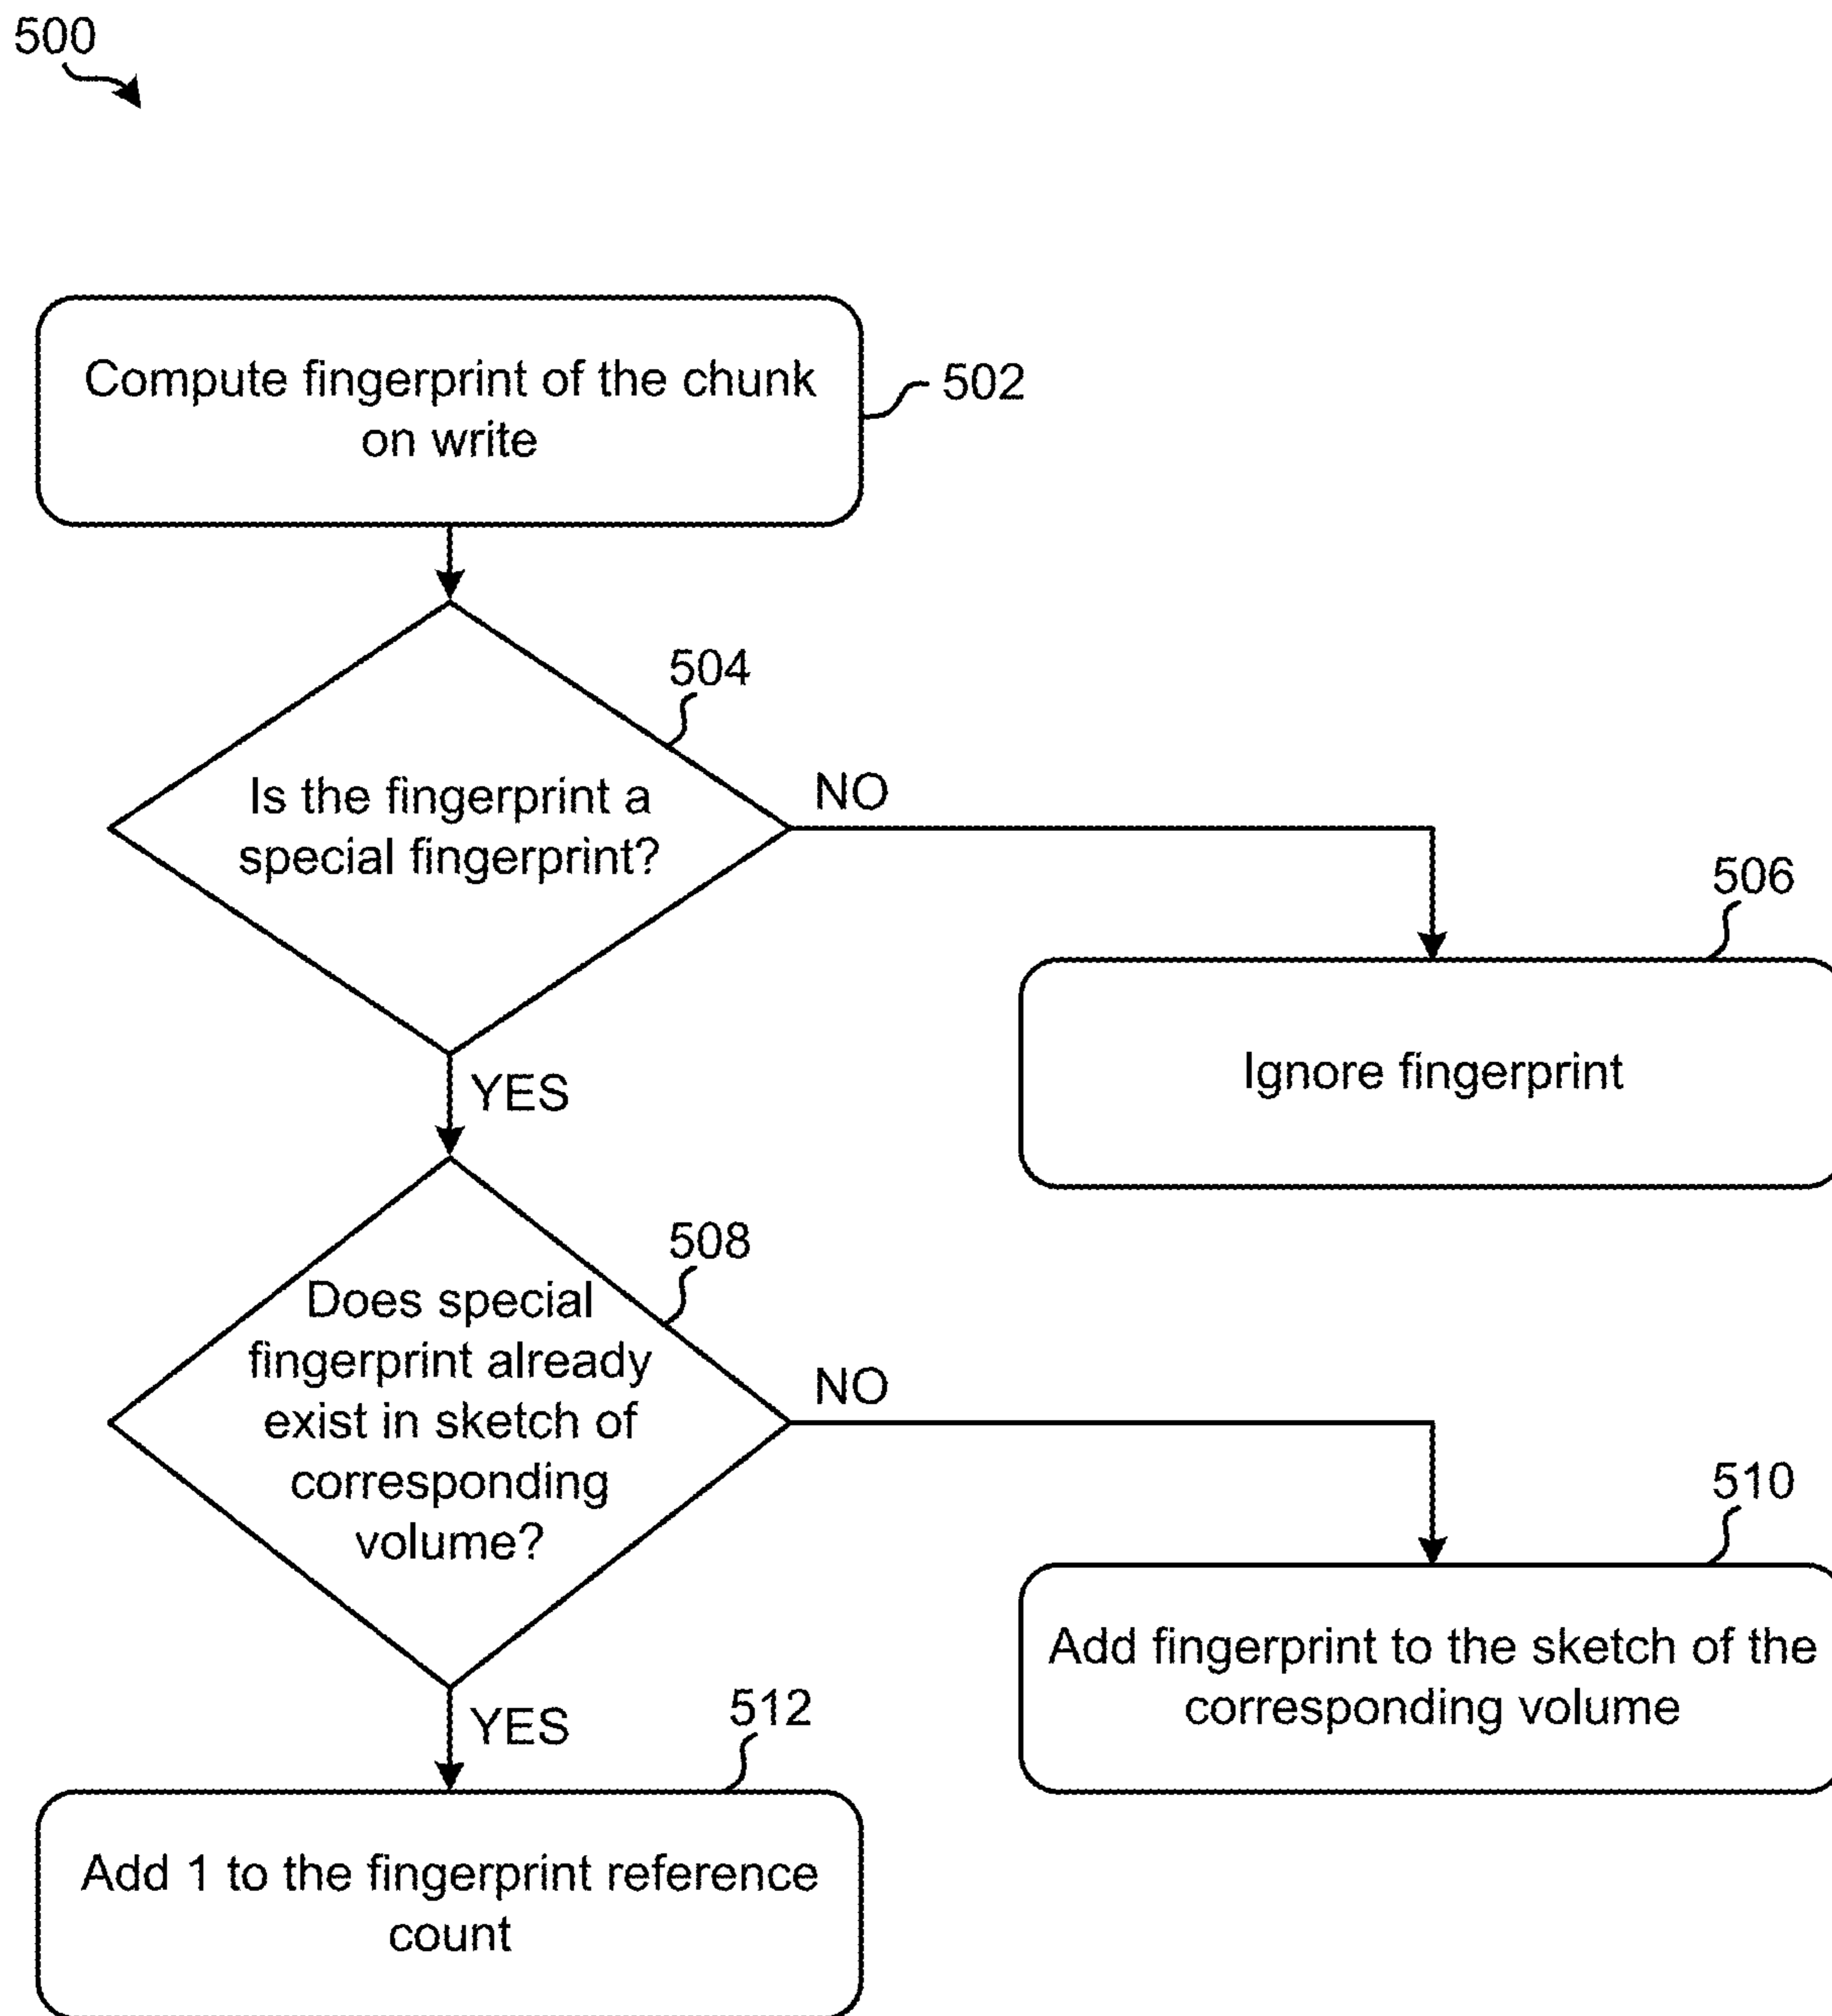 500
Compute fingerprint of the chunk
on write
502
504
Is the fingerprint a
special fingerprint?
NO
506
Ignore fingerprint
YES
508
Does special
fingerprint already
exist in sketch of
corresponding
volume?
NO
510
Add fingerprint to the sketch of the
corresponding volume
YES
512
Add 1 to the fingerprint reference
count